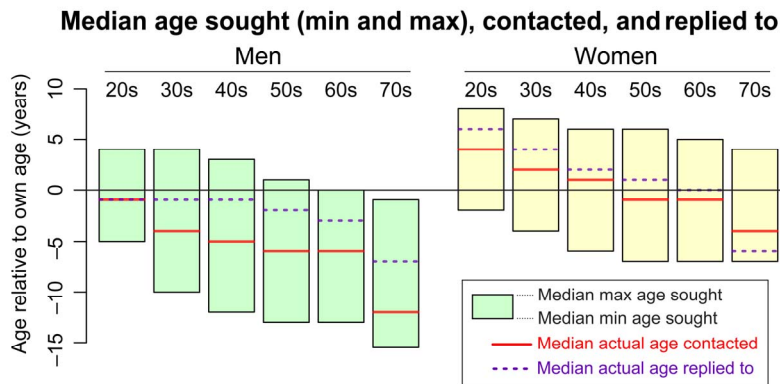 Median age sought (min and max), contacted, and replied to
Men
Women
20s 30s 40s 50s 60s 70s
20s 30s 40s 50s 60s 70s
Age relative to own age (years)
10
5
0
−5
−10
−15
Median max age sought
Median min age sought
Median actual age contacted
Median actual age replied to